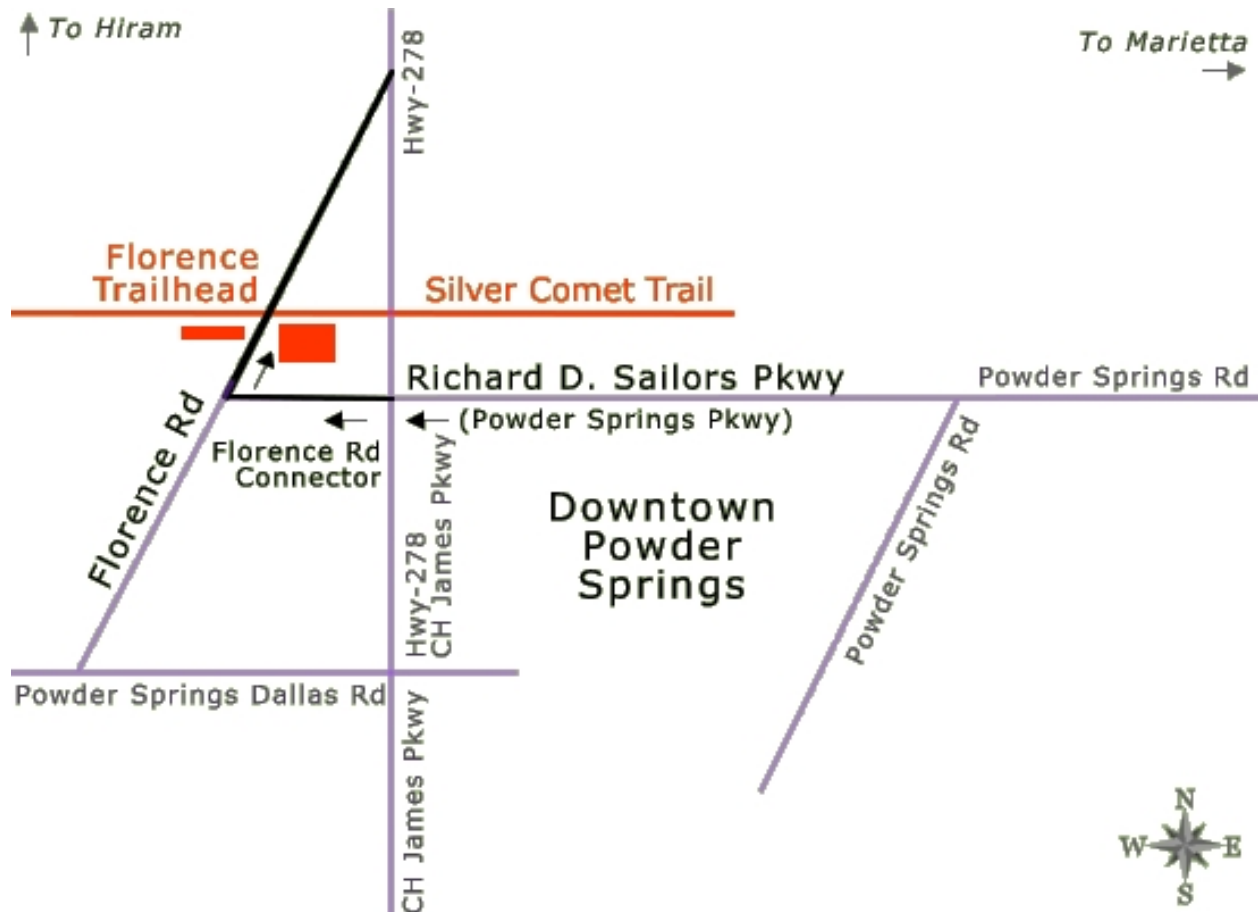 To Hiram
To Marietta
Hwy-278
Florence
Trailhead
Silver Comet Trail
Richard D. Sailors Pkwy
Powder Springs Rd
(Powder Springs Pkwy)
Florence Rd
Connector
Florence Rd
Hwy-278
CH James Pkwy
Downtown
Powder
Springs
Powder Springs Rd
Powder Springs Dallas Rd
CH James Pkwy
N
W E
S